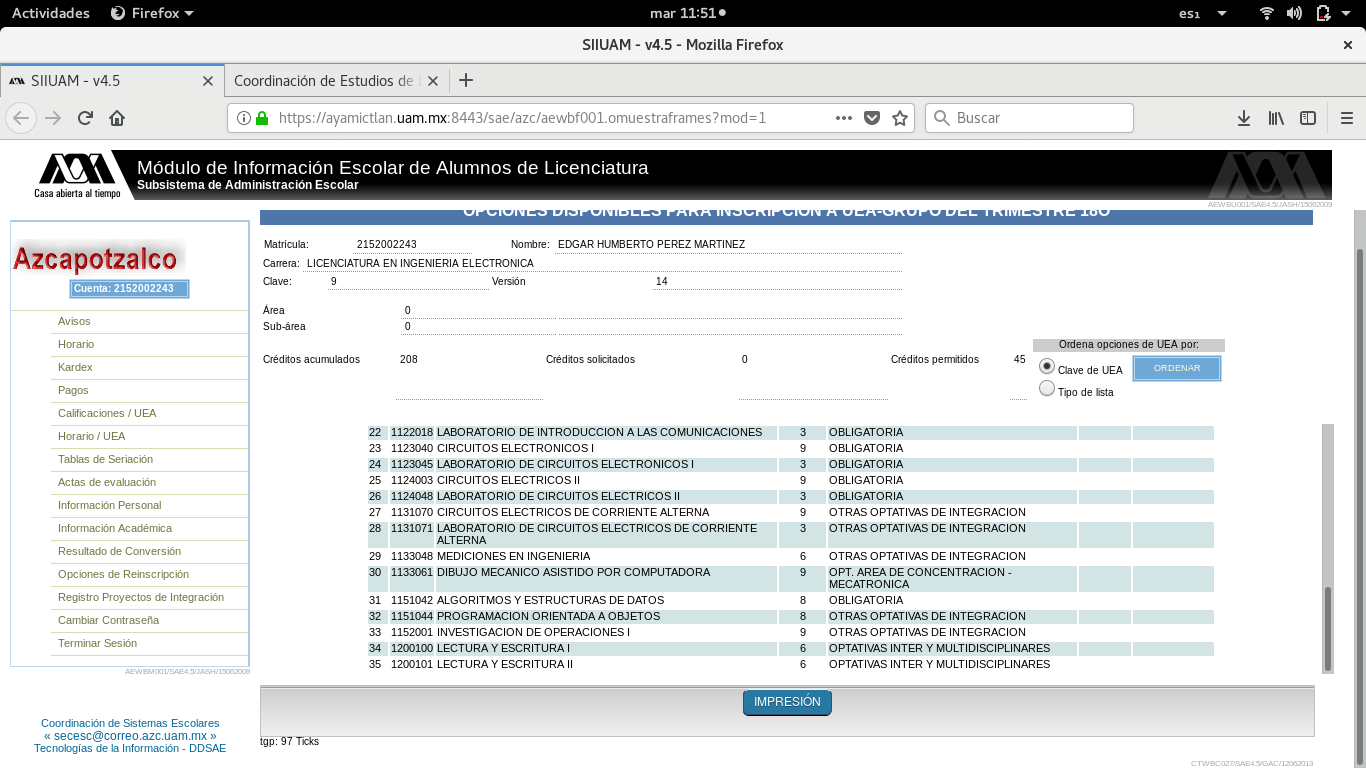 Actividades Firefox mar 11:51 es1
SIIUAM - v4.5 - Mozilla Firefox
SIIUAM - v4.5 Coordinación de Estudios de
https://ayamictlan.uam.mx:8443/sae/azc/aewbf001.omuestraframes?mod=1 Buscar
Casa abierta al tiempo
Módulo de Información Escolar de Alumnos de Licenciatura
Subsistema de Administración Escolar
AEWBU001/SAE4.5/JASH/15062009
Azcapotzalco
Cuenta: 2152002243
Avisos
Horario
Kardex
Pagos
Calificaciones / UEA
Horario / UEA
Tablas de Seriación
Actas de evaluación
Información Personal
Información Académica
Resultado de Conversión
Opciones de Reinscripción
Registro Proyectos de Integración
Cambiar Contraseña
Terminar Sesión
AEWBM001/SAE4.5/JASH/15062009
Coordinación de Sistemas Escolares
« secesc@correo.azc.uam.mx »
Tecnologías de la Información - DDSAE
OPCIONES DISPONIBLES PARA INSCRIPCION A UEA-GRUPO DEL TRIMESTRE 18O
Matrícula: 2152002243 Nombre: EDGAR HUMBERTO PEREZ MARTINEZ
Carrera: LICENCIATURA EN INGENIERIA ELECTRONICA
Clave: 9 Versión 14
Área 0
Sub-área 0
Créditos acumulados 208 Créditos solicitados 0 Créditos permitidos 45
Ordena opciones de UEA por:
Clave de UEA
Tipo de lista
ORDENAR
22 1122018 LABORATORIO DE INTRODUCCION A LAS COMUNICACIONES 3 OBLIGATORIA
23 1123040 CIRCUITOS ELECTRONICOS I 9 OBLIGATORIA
24 1123045 LABORATORIO DE CIRCUITOS ELECTRONICOS I 3 OBLIGATORIA
25 1124003 CIRCUITOS ELECTRICOS II 9 OBLIGATORIA
26 1124048 LABORATORIO DE CIRCUITOS ELECTRICOS II 3 OBLIGATORIA
27 1131070 CIRCUITOS ELECTRICOS DE CORRIENTE ALTERNA 9 OTRAS OPTATIVAS DE INTEGRACION
28 1131071 LABORATORIO DE CIRCUITOS ELECTRICOS DE CORRIENTE 3 OTRAS OPTATIVAS DE INTEGRACION
ALTERNA
29 1133048 MEDICIONES EN INGENIERIA 6 OTRAS OPTATIVAS DE INTEGRACION
30 1133061 DIBUJO MECANICO ASISTIDO POR COMPUTADORA 9 OPT. AREA DE CONCENTRACION -
MECATRONICA
31 1151042 ALGORITMOS Y ESTRUCTURAS DE DATOS 8 OBLIGATORIA
32 1151044 PROGRAMACION ORIENTADA A OBJETOS 8 OTRAS OPTATIVAS DE INTEGRACION
33 1152001 INVESTIGACION DE OPERACIONES I 9 OTRAS OPTATIVAS DE INTEGRACION
34 1200100 LECTURA Y ESCRITURA I 6 OPTATIVAS INTER Y MULTIDISCIPLINARES
35 1200101 LECTURA Y ESCRITURA II 6 OPTATIVAS INTER Y MULTIDISCIPLINARES
IMPRESIÓN
tgp: 97 Ticks
CTWBC027/SAE4.5/GAC/12062013